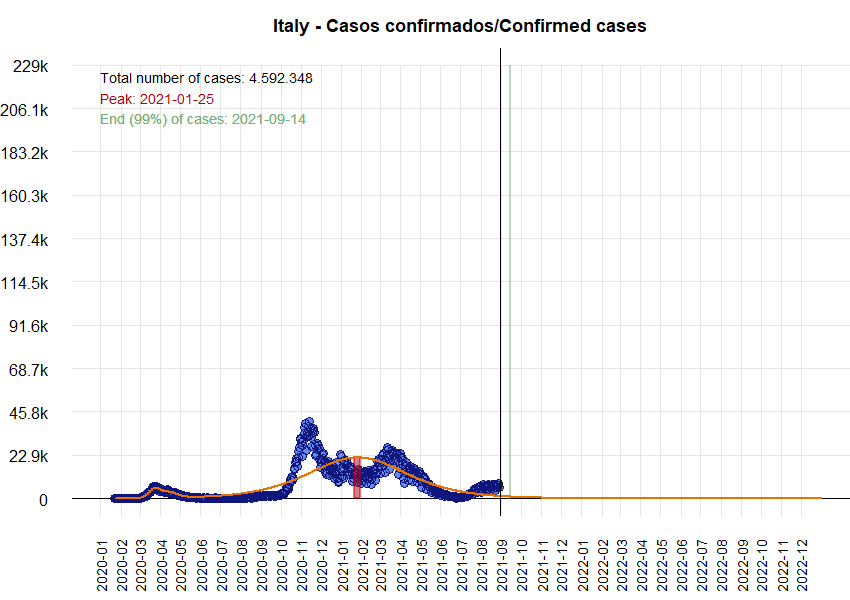 Italy - Casos confirmados/Confirmed cases
229k
Total number of cases: 4.592.348
Peak: 2021-01-25
206.1k
End (99%) of cases: 2021-09-14
183.2k
160.3k
137.4k
114.5k
91.6k
68.7k
45.8k
22.9k
0
2020-01
2020-02
2020-03
2020-04
2020-05
2020-06
2020-07
2020-08
2020-09
2020-10
2020-11
2020-12
2021-01
2021-02
2021-03
2021-04
2021-05
2021-06
2021-07
2021-08
2021-09
2021-10
2021-11
2021-12
2022-01
2022-02
2022-03
2022-04
2022-05
2022-06
2022-07
2022-08
2022-09
2022-10
2022-11
2022-12